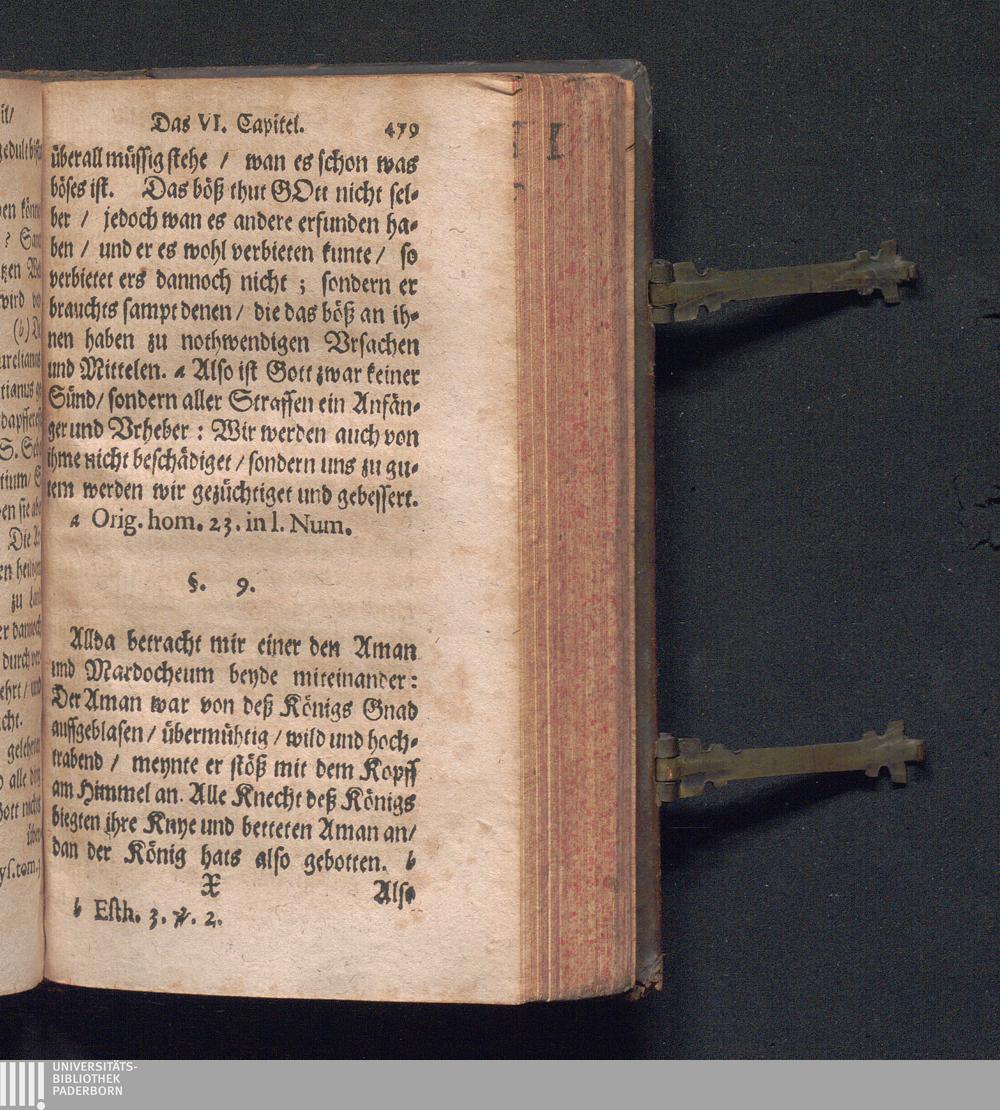 Das VI. Capitel. 479
überall müssig stehe / wan es schon was
böses ist. Das böß thut GOtt nicht sel-
ber / jedoch wan es andere erfunden ha-
ben / und er es wohl verbieten kunte / so
verbietet ers dannoch nicht ; sondern er
brauchts sampt denen / die das böß an ih-
nen haben zu nothwendigen Vrsachen
und Mittelen. a Also ist Gott zwar keiner
Sünd / sondern aller Straffen ein Anfän-
ger und Vrheber : Wir werden auch von
ihme nicht beschädiget / sondern uns zu gu-
tem werden wir gezüchtiget und gebessert.
a Orig. hom. 23. in l. Num.
§. 9.
Allda betracht mir einer den Aman
und Mardocheum beyde miteinander :
Der Aman war von deß Königs Gnad
auffgeblasen / übermühtig / wild und hoch-
trabend / meynte er stöß mit dem Kopff
am Himmel an. Alle Knecht deß Königs
biegten ihre Knye und betteten Aman an /
dan der König hats also gebotten. b
X Also
b Esth. 3. ℣. 2.
UNIVERSITÄTS-
BIBLIOTHEK
PADERBORN